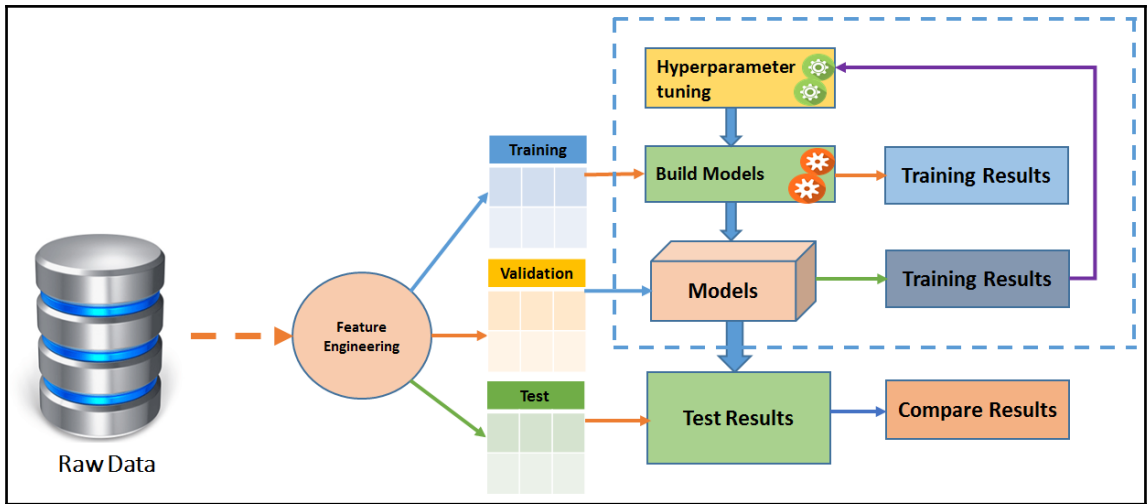 Raw Data
Feature
Engineering
Training
Validation
Test
Hyperparameter
tuning
Build Models
Training Results
Models
Training Results
Test Results
Compare Results